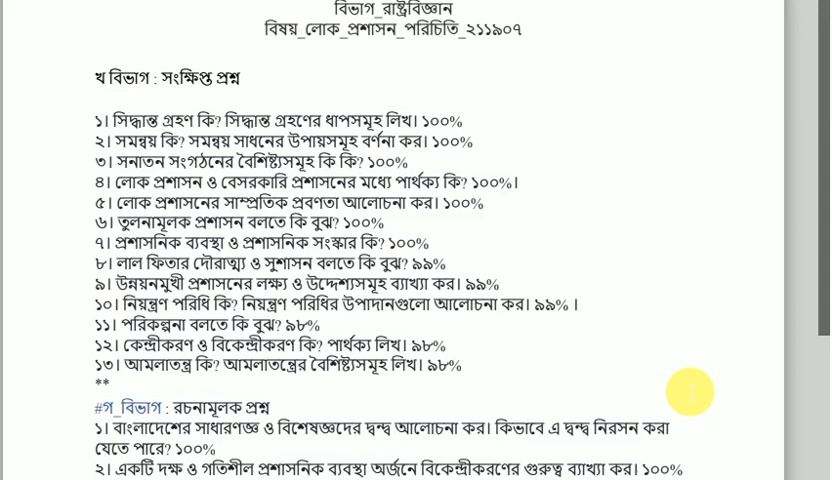 বিভাগ_রাষ্ট্রবিজ্ঞান
বিষয়_লোক_প্রশাসন_পরিচিতি_২১১৯০৭
খ বিভাগ : সংক্ষিপ্ত প্রশ্ন
১। সিদ্ধান্ত গ্রহণ কি? সিদ্ধান্ত গ্রহণের ধাপসমূহ লিখ। ১০০%
২। সমন্বয় কি? সমন্বয় সাধনের উপায়সমূহ বর্ণনা কর। ১০০%
৩। সনাতন সংগঠনের বৈশিষ্ট্যসমূহ কি কি? ১০০%
৪। লোক প্রশাসন ও বেসরকারি প্রশাসনের মধ্যে পার্থক্য কি? ১০০%।
৫। লোক প্রশাসনের সাম্প্রতিক প্রবণতা আলোচনা কর। ১০০%
৬। তুলনামূলক প্রশাসন বলতে কি বুঝ? ১০০%
৭। প্রশাসনিক ব্যবস্থা ও প্রশাসনিক সংস্কার কি? ১০০%
৮। লাল ফিতার দৌরাত্ম্য ও সুশাসন বলতে কি বুঝ? ৯৯%
৯। উন্নয়নমুখী প্রশাসনের লক্ষ্য ও উদ্দেশ্যসমূহ ব্যাখ্যা কর। ৯৯%
১০। নিয়ন্ত্রণ পরিধি কি? নিয়ন্ত্রণ পরিধির উপাদানগুলো আলোচনা কর। ৯৯% ।
১১। পরিকল্পনা বলতে কি বুঝ? ৯৮%
১২। কেন্দ্রীকরণ ও বিকেন্দ্রীকরণ কি? পার্থক্য লিখ। ৯৮%
১৩। আমলাতন্ত্র কি? আমলাতন্ত্রের বৈশিষ্ট্যসমূহ লিখ। ৯৮%
**
#গ_বিভাগ : রচনামূলক প্রশ্ন
১। বাংলাদেশের সাধারণজ্ঞ ও বিশেষজ্ঞদের দ্বন্দ্ব আলোচনা কর। কিভাবে এ দ্বন্দ্ব নিরসন করা
যেতে পারে? ১০০%
২। একটি দক্ষ ও গতিশীল প্রশাসনিক ব্যবস্থা অর্জনে বিকেন্দ্রীকরণের গুরুত্ব ব্যাখ্যা কর। ১০০%